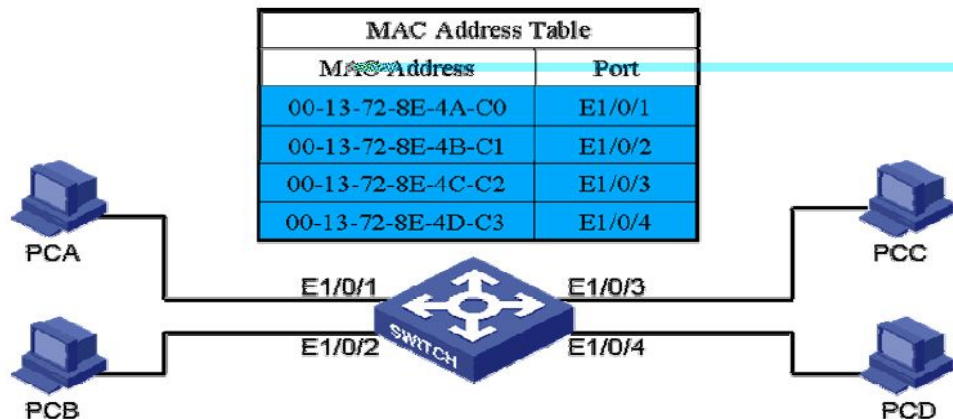 MAC Address Table
MAC Address Port
00-13-72-8E-4A-C0 E1/0/1
00-13-72-8E-4B-C1 E1/0/2
00-13-72-8E-4C-C2 E1/0/3
00-13-72-8E-4D-C3 E1/0/4
PCA
PCC
E1/0/1
E1/0/3
E1/0/2
E1/0/4
SWITCH
PCB
PCD